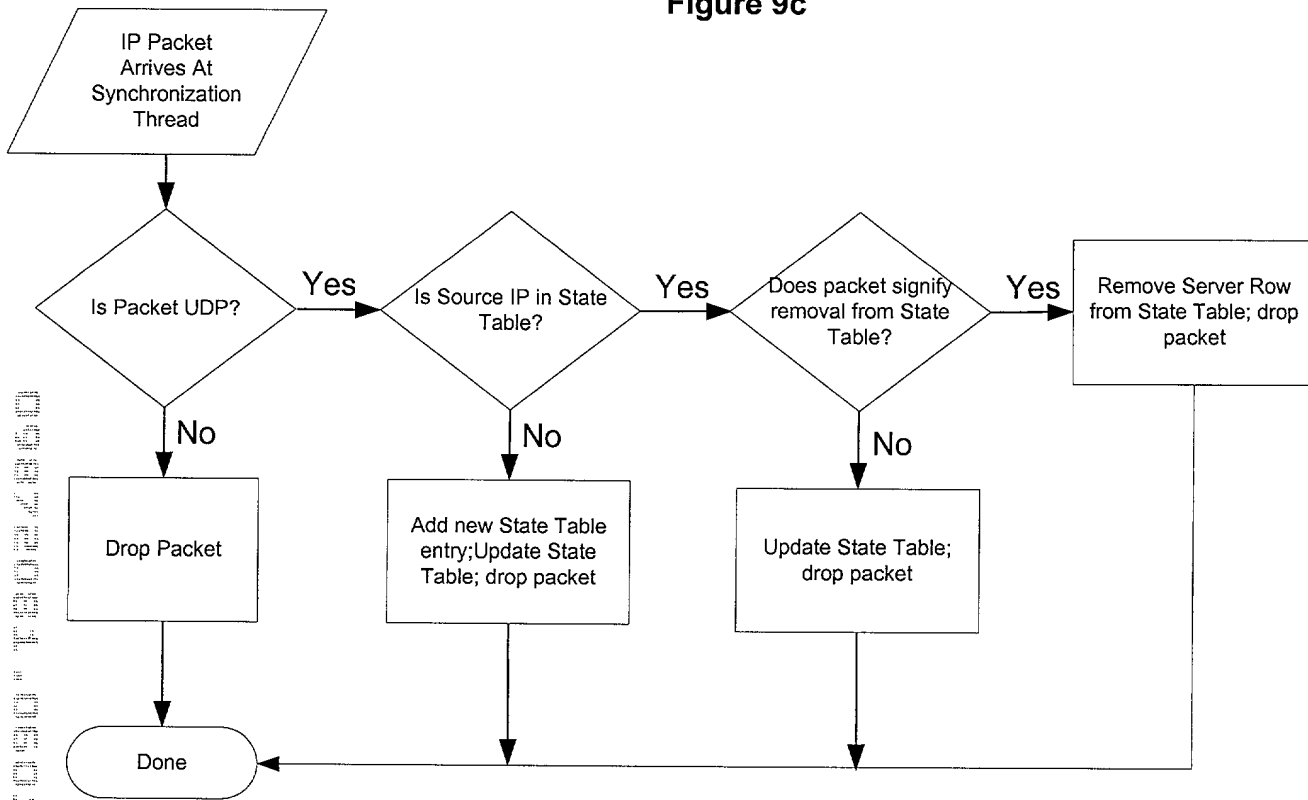 Figure 9c
IP Packet
Arrives At
Synchronization
Thread
Is Packet UDP?
Yes
Is Source IP in State
Table?
Yes
Does packet signify
removal from State
Table?
Yes
Remove Server Row
from State Table; drop
packet
No
No
No
Drop Packet
Add new State Table
entry;Update State
Table; drop packet
Update State Table;
drop packet
Done